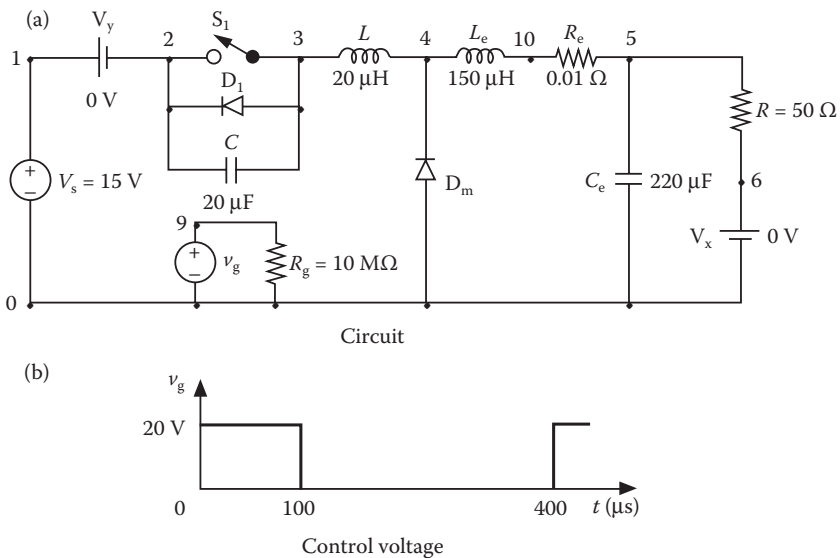 (a)
V_y
S_1
1
2
3
L
4
L_e
10
R_e
5
0 V
D_1
20 μH
150 μH
0.01 Ω
R = 50 Ω
C
+
−
V_s = 15 V
20 μF
D_m
C_e
220 μF
6
9
+
−
v_g
R_g = 10 MΩ
V_x
0 V
0
Circuit
(b)
v_g
20 V
0
100
400
t (μs)
Control voltage